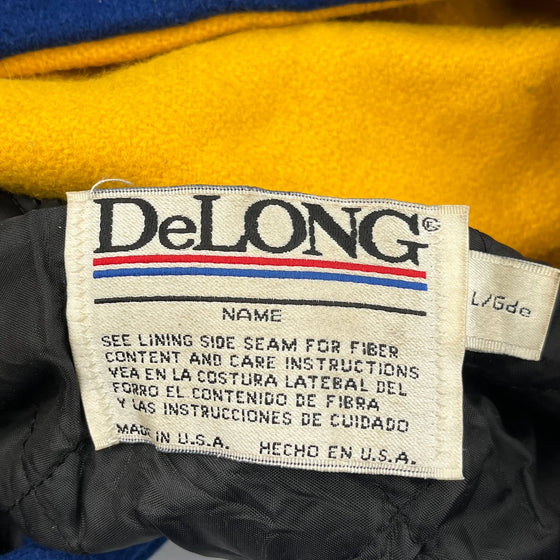 DeLONG®
NAME
SEE LINING SIDE SEAM FOR FIBER
CONTENT AND CARE INSTRUCTIONS
VEA EN LA COSTURA LATERAL DEL
FORRO EL CONTENIDO DE FIBRA
Y LAS INSTRUCCIONES DE CUIDADO
MADE IN U.S.A. HECHO EN U.S.A.
L/Gde